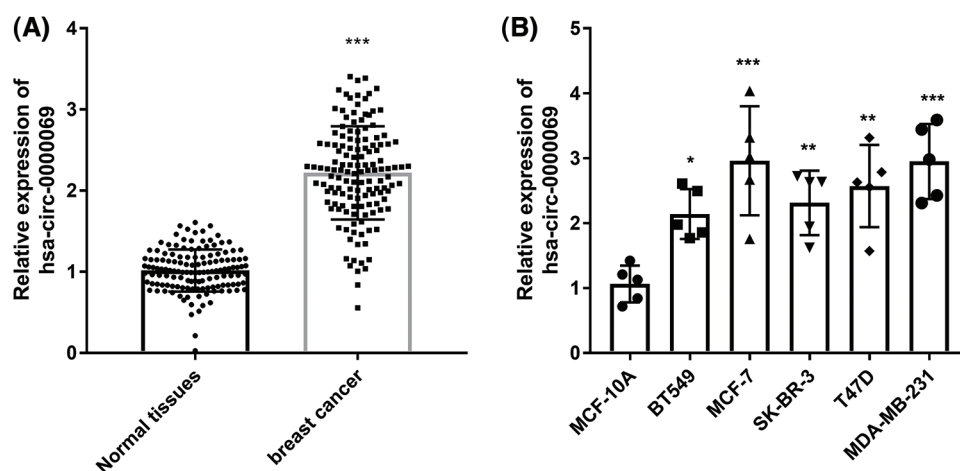 (A)
Relative expression of
hsa-circ-0000069
4
3
2
1
0
***
Normal tissues
breast cancer
(B)
Relative expression of
hsa-circ-0000069
5
4
3
2
1
0
*
***
**
**
***
MCF-10A
BT549
MCF-7
SK-BR-3
T47D
MDA-MB-231